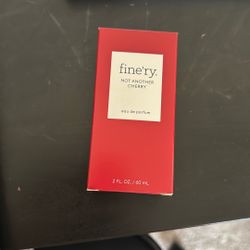 fine'ry.
NOT ANOTHER
CHERRY
eau de parfum
2 FL. OZ. / 60 mL